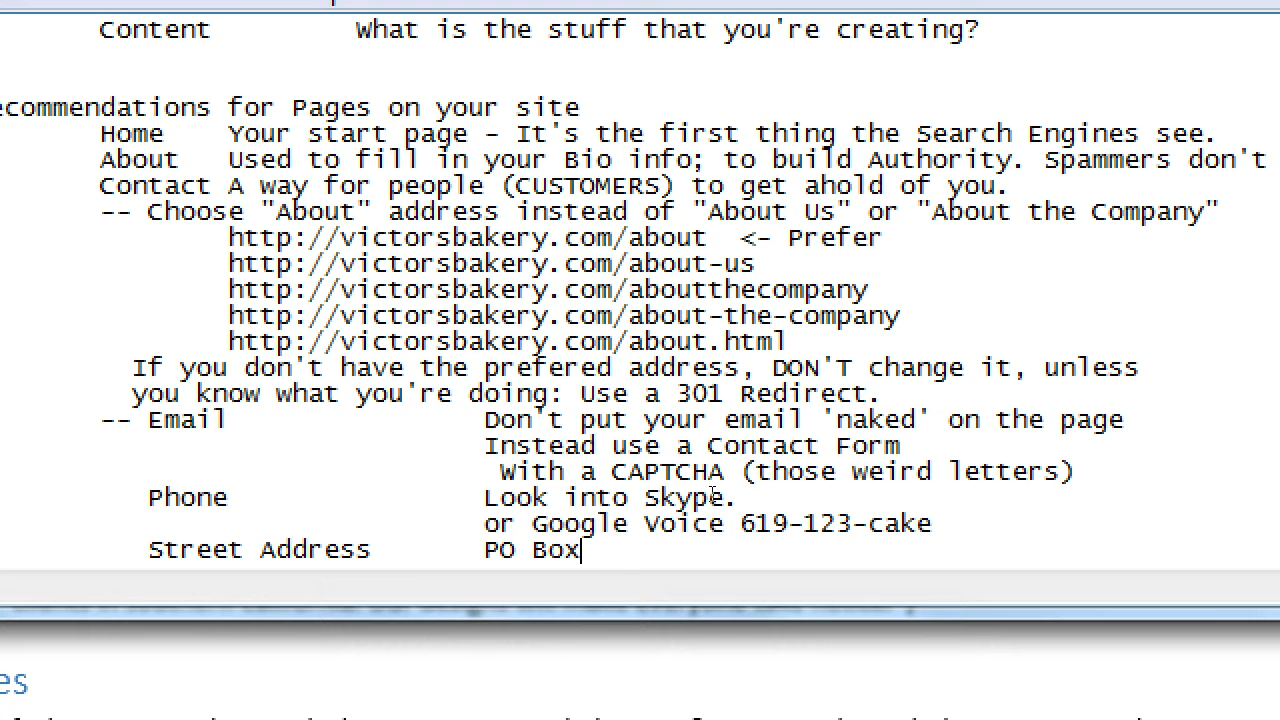 Content What is the stuff that you're creating?
ecommendations for Pages on your site
Home Your start page - It's the first thing the Search Engines see.
About Used to fill in your Bio info; to build Authority. Spammers don't
Contact A way for people (CUSTOMERS) to get ahold of you.
-- Choose "About" address instead of "About Us" or "About the Company"
http://victorsbakery.com/about <- Prefer
http://victorsbakery.com/about-us
http://victorsbakery.com/aboutthecompany
http://victorsbakery.com/about-the-company
http://victorsbakery.com/about.html
If you don't have the prefered address, DON'T change it, unless
you know what you're doing: Use a 301 Redirect.
-- Email Don't put your email 'naked' on the page
Instead use a Contact Form
With a CAPTCHA (those weird letters)
Phone Look into Skype.
or Google Voice 619-123-cake
Street Address PO Box
es